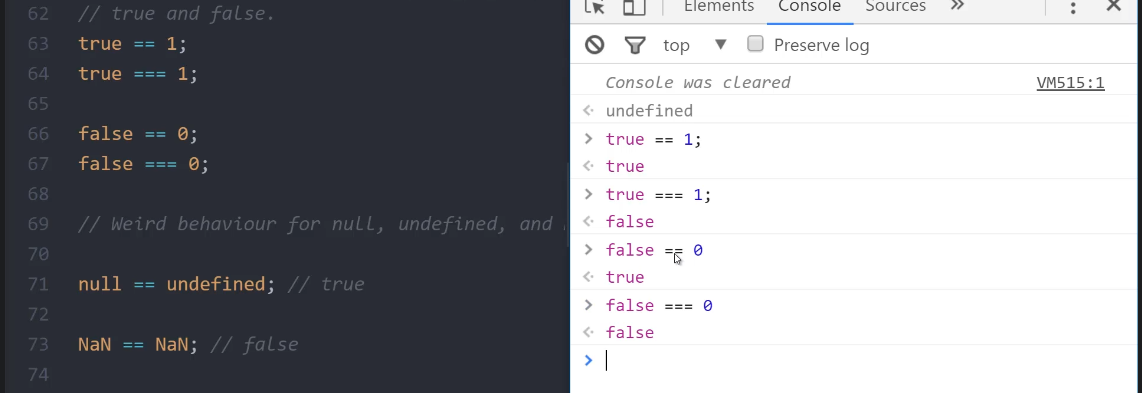 62 // true and false.
63 true == 1;
64 true === 1;
65
66 false == 0;
67 false === 0;
68
69 // Weird behaviour for null, undefined, and
70
71 null == undefined; // true
72
73 NaN == NaN; // false
74
Elements Console Sources »
top ▼ Preserve log
Console was cleared VM515:1
undefined
> true == 1;
true
> true === 1;
false
> false == 0
true
> false === 0
false
>